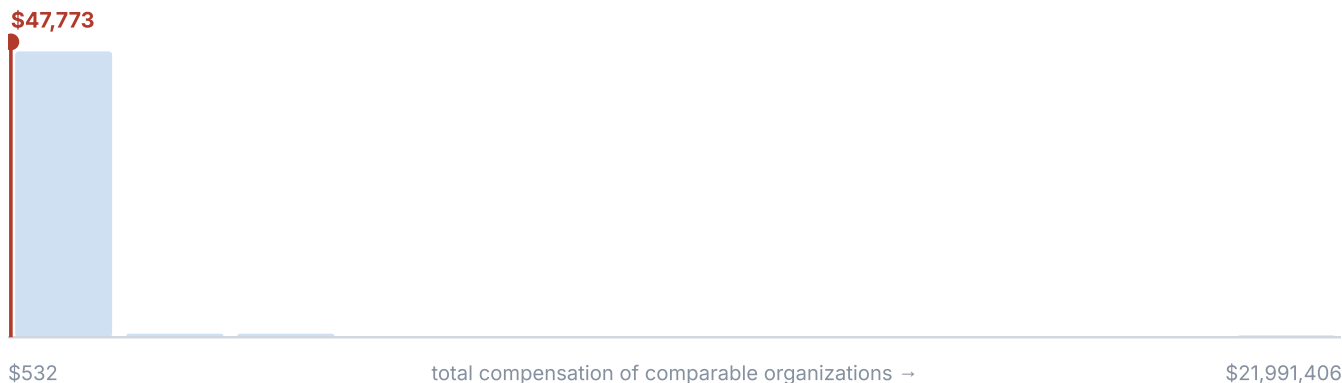 $47,773
$532
total compensation of comparable organizations →
$21,991,406